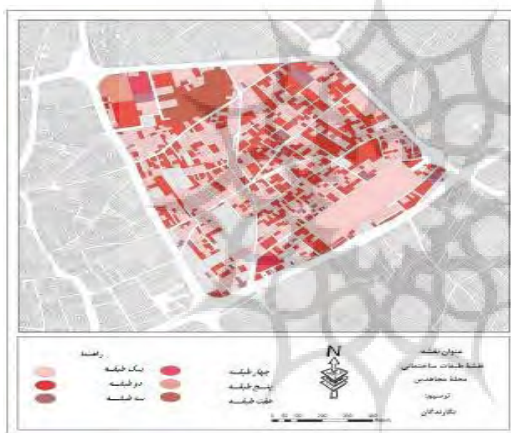 عنوان نقشه
نقشهٔ طبقات ساختمانی
محلهٔ مجاهدین
ترسیم:
نگارندگان
N
راهنما
یک طبقه
دو طبقه
سه طبقه
چهار طبقه
پنج طبقه
هفت طبقه